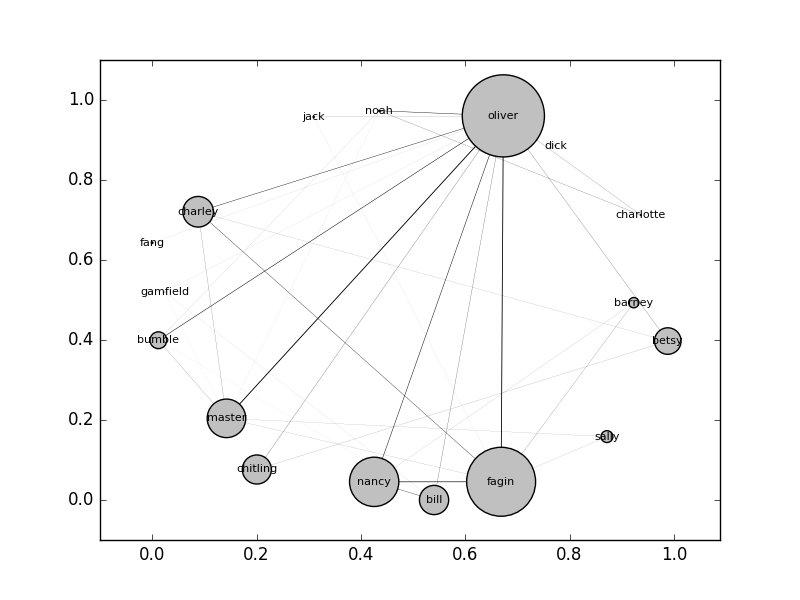 1.0
0.8
0.6
0.4
0.2
0.0
noah
oliver
jack
dick
charley
charlotte
fang
gamfield
barney
bumble
betsy
master
sally
chitling
nancy
fagin
bill
0.0 0.2 0.4 0.6 0.8 1.0